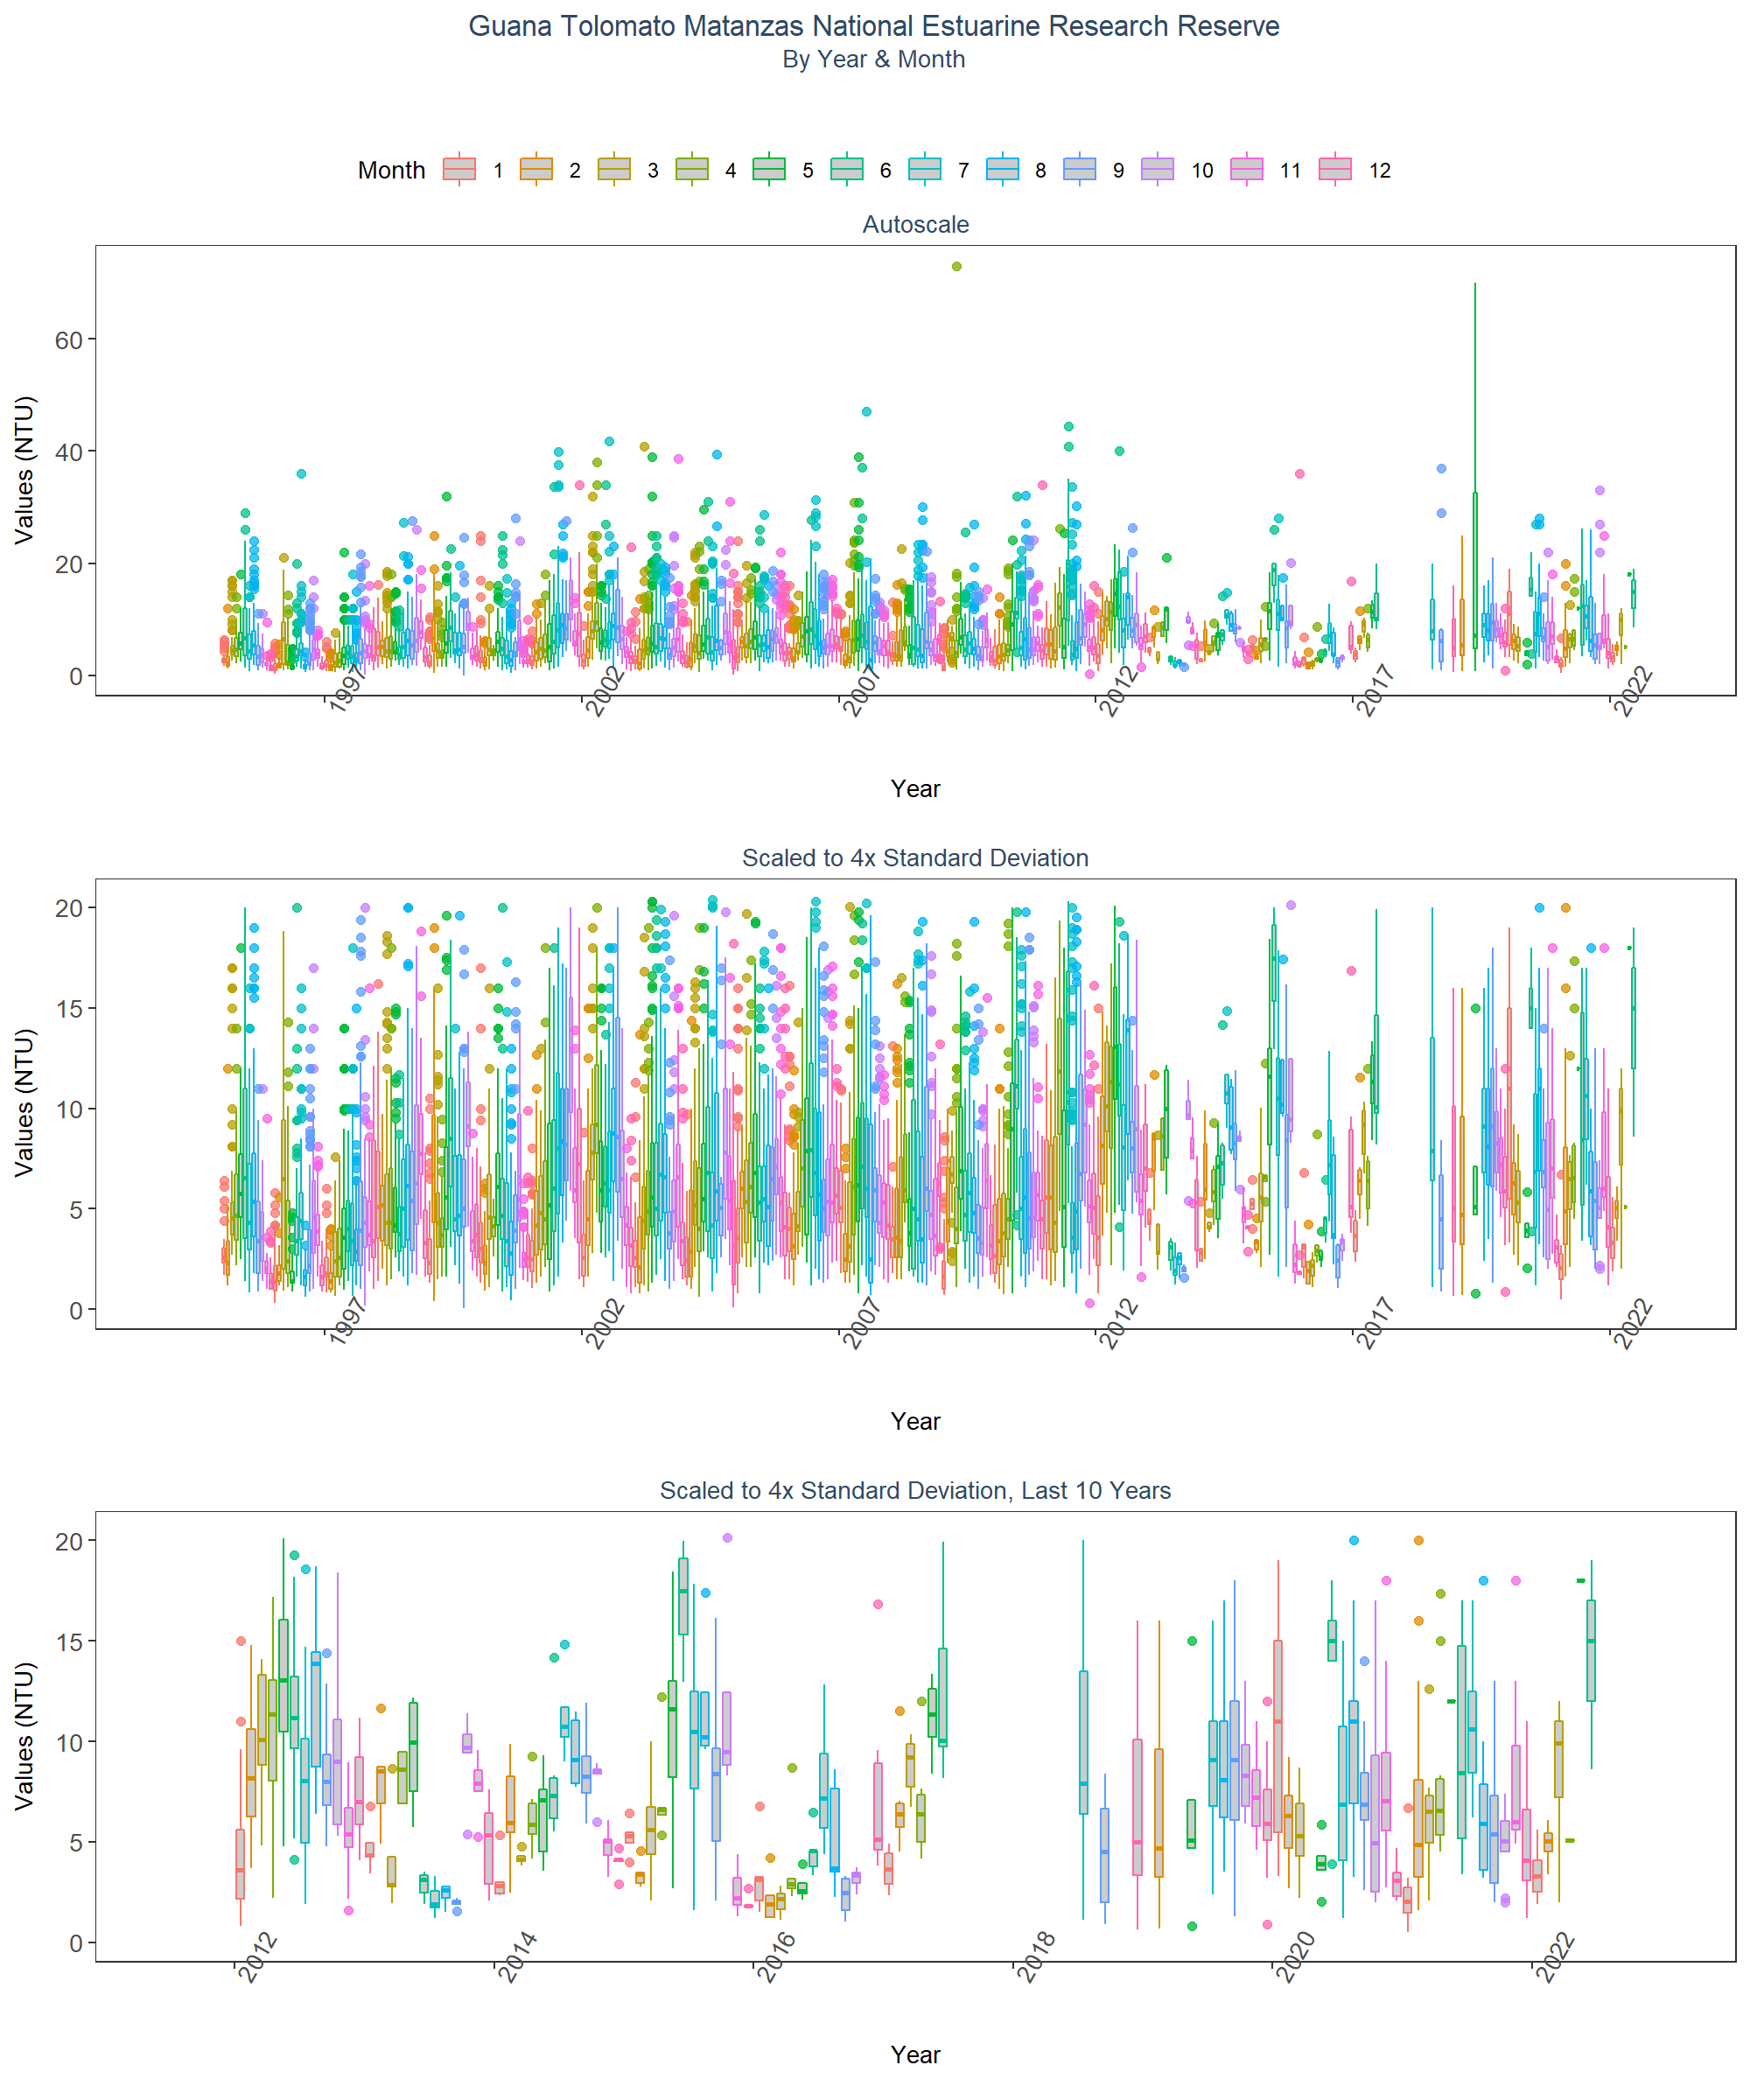 Guana Tolomato Matanzas National Estuarine Research Reserve
By Year & Month
Month 1 2 3 4 5 6 7 8 9 10 11 12
Autoscale
Values (NTU)
60
40
20
0
1997 2002 2007 2012 2017 2022
Year
Scaled to 4x Standard Deviation
Values (NTU)
20
15
10
5
0
1997 2002 2007 2012 2017 2022
Year
Scaled to 4x Standard Deviation, Last 10 Years
Values (NTU)
20
15
10
5
0
2012 2014 2016 2018 2020 2022
Year